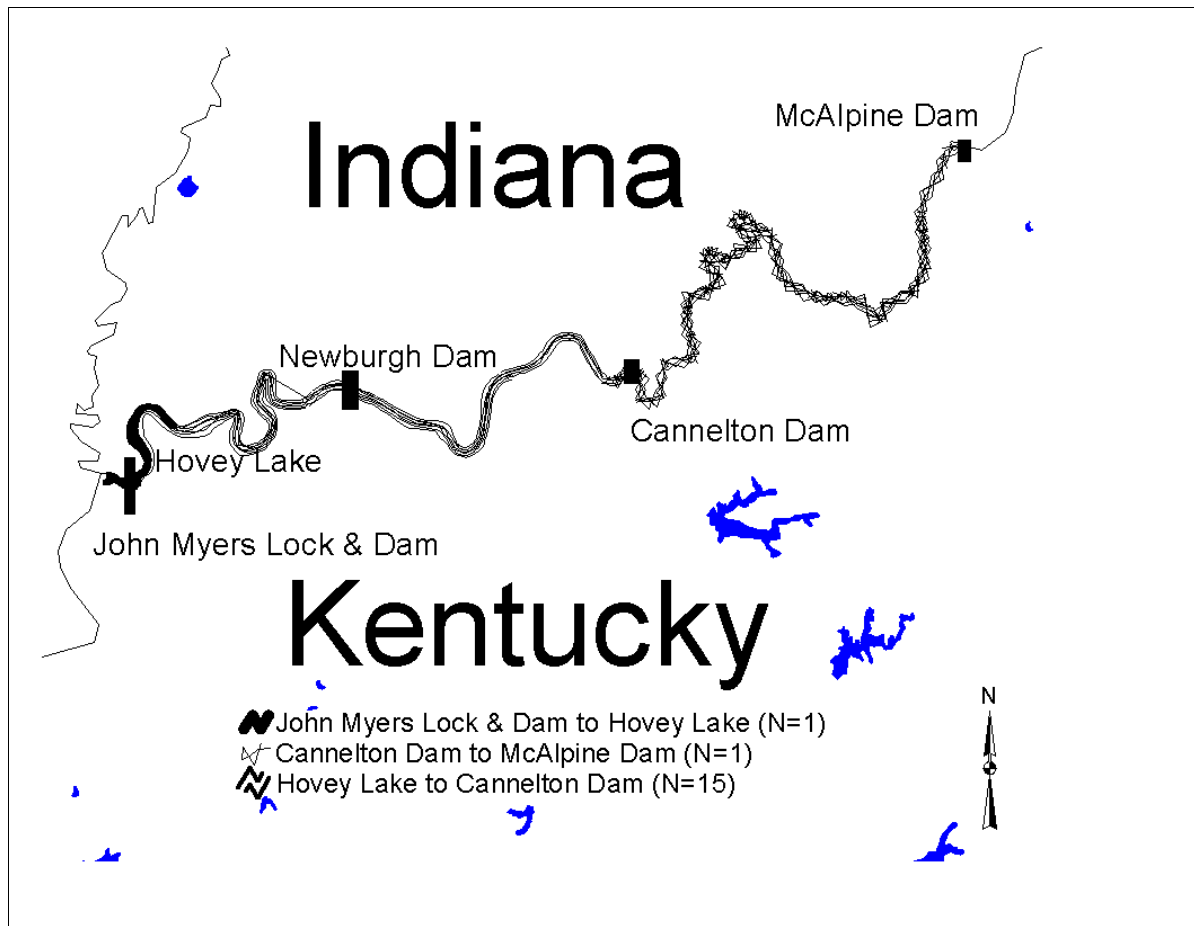 McAlpine Dam
Indiana
Newburgh Dam
Cannelton Dam
Hovey Lake
John Myers Lock & Dam
Kentucky
N
John Myers Lock & Dam to Hovey Lake (N=1)
Cannelton Dam to McAlpine Dam (N=1)
Hovey Lake to Cannelton Dam (N=15)